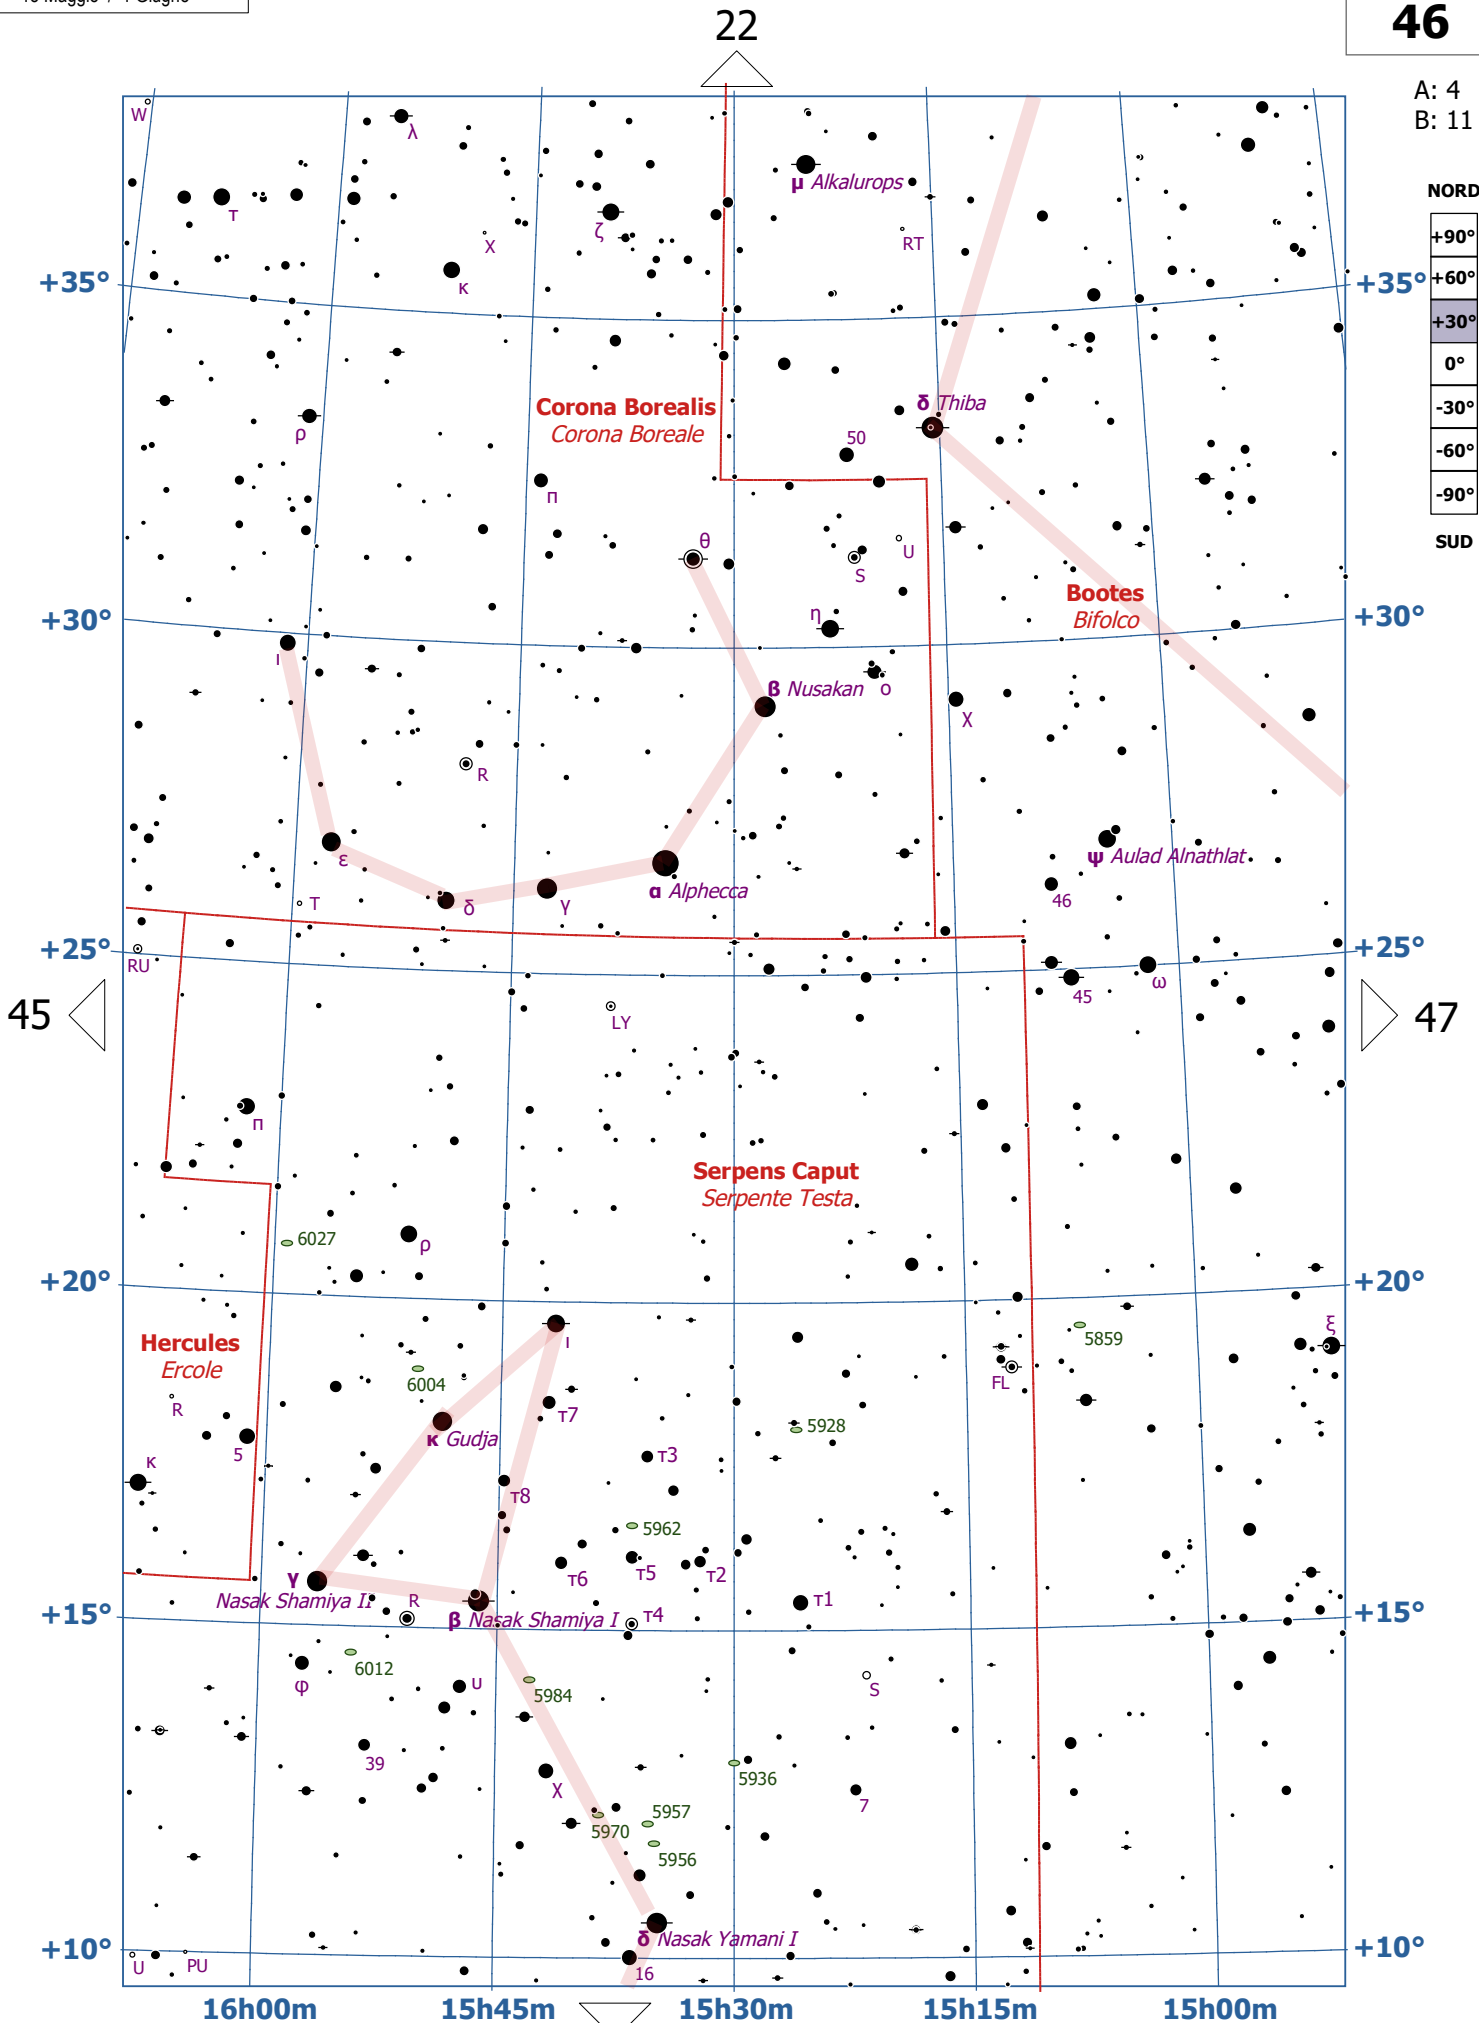 22
46
A: 4
B: 11
W
λ
μ Alkalurops
NORD
τ
ζ
X
RT
+90°
κ
+35°
+35°
+60°
+30°
0°
Corona Borealis
Corona Boreale
δ Thiba
-30°
ρ
50
-60°
π
-90°
θ
U
S
SUD
Bootes
Bifolco
η
+30°
+30°
ι
β Nusakan
ο
χ
R
ε
ψ Aulad Alnathlat
α Alphecca
46
T
δ
γ
+25°
+25°
RU
ω
45
45
LY
47
π
Serpens Caput
Serpente Testa
6027
ρ
+20°
+20°
ξ
Hercules
Ercole
ι
5859
6004
FL
R
τ7
5928
κ Gudja
5
τ3
κ
τ8
5962
γ
τ6
τ5
τ2
Nasak Shamiya II
R
β Nasak Shamiya I
τ4
τ1
+15°
+15°
6012
φ
υ
5984
S
39
χ
5936
7
5957
5970
5956
δ Nasak Yamani I
+10°
+10°
U
PU
16
16h00m
15h45m
15h30m
15h15m
15h00m